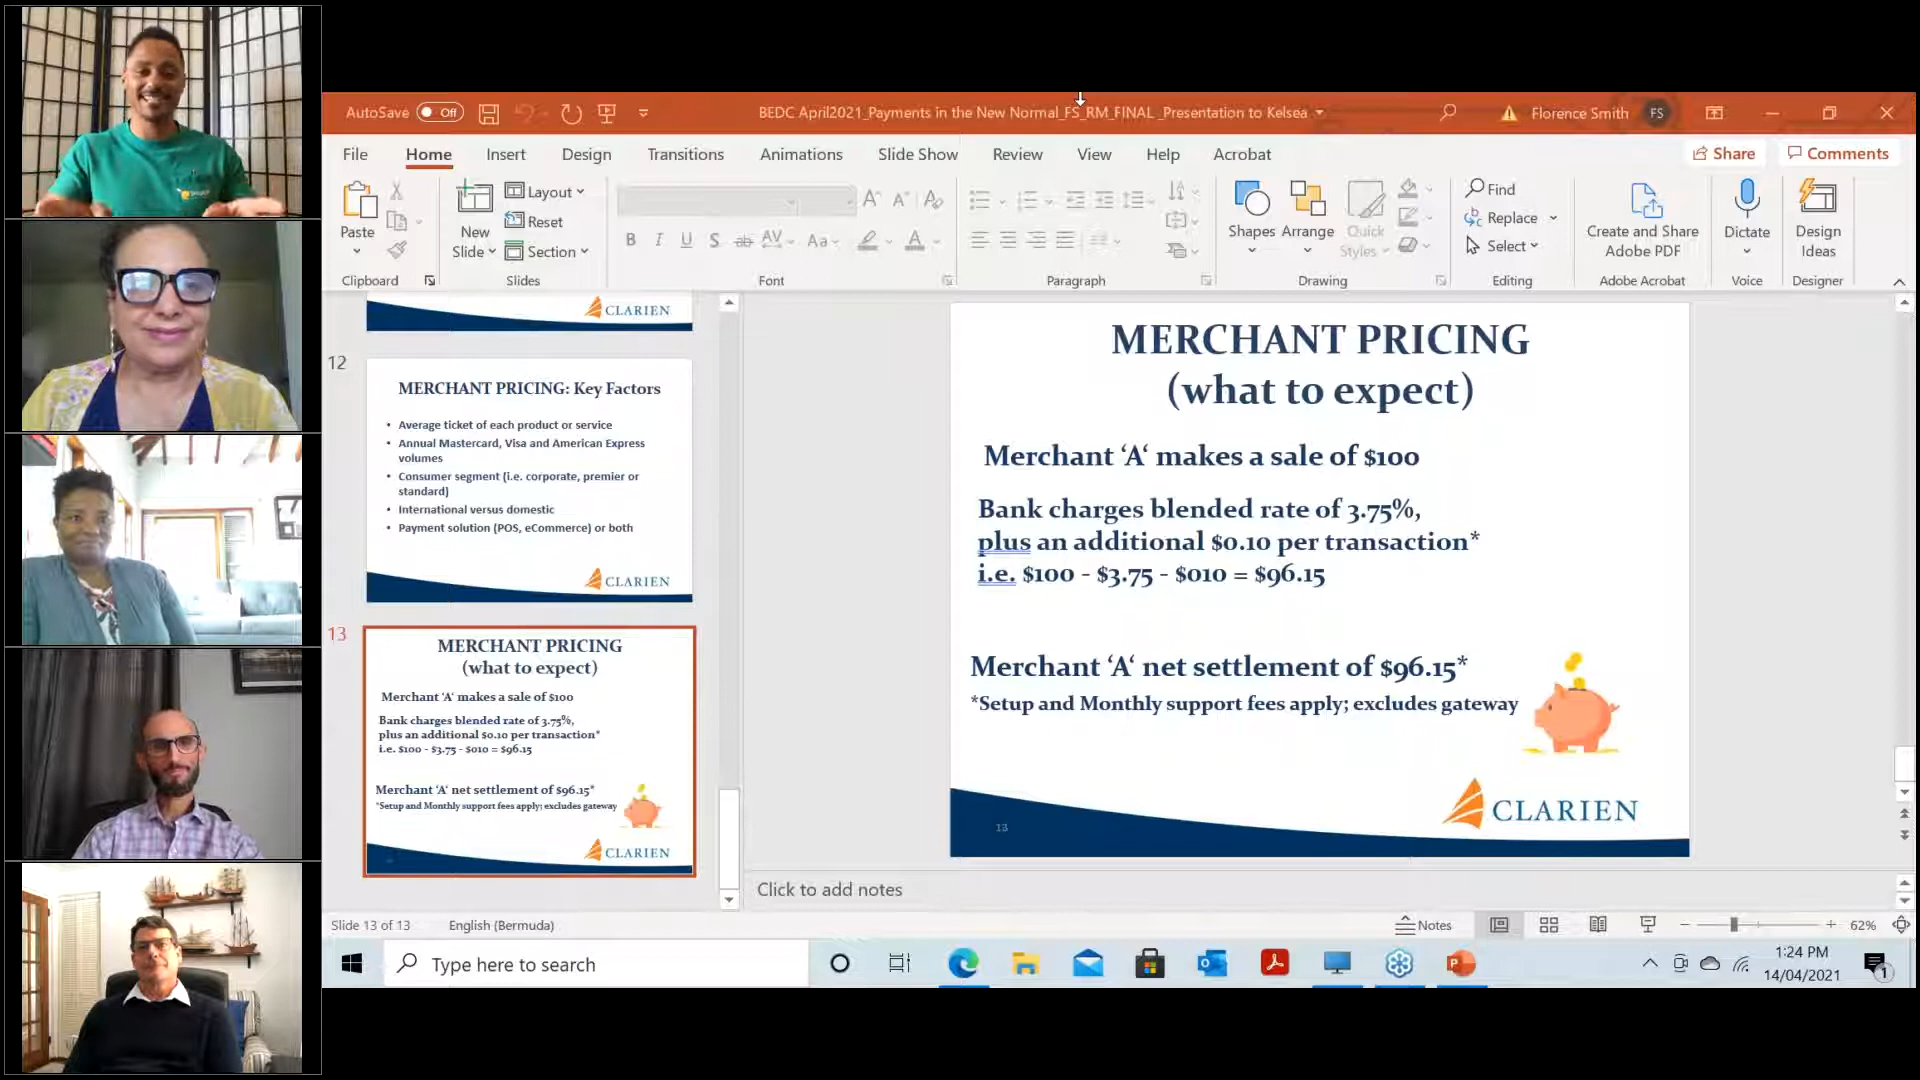 AutoSave Off
BEDC April2021_Payments in the New Normal_FS_RM_FINAL _Presentation to Kelsea
Florence Smith FS
File Home Insert Design Transitions Animations Slide Show Review View Help Acrobat
Share Comments
Paste
Clipboard
New
Slide
Layout
Reset
Section
Slides
B I U S ab AV Aa A
Font
Paragraph
Shapes Arrange Quick
Styles
Drawing
Find
Replace
Select
Editing
Create and Share
Adobe PDF
Adobe Acrobat
Dictate
Voice
Design
Ideas
Designer
CLARIEN
12
MERCHANT PRICING: Key Factors
• Average ticket of each product or service
• Annual Mastercard, Visa and American Express
volumes
• Consumer segment (i.e. corporate, premier or
standard)
• International versus domestic
• Payment solution (POS, eCommerce) or both
CLARIEN
13
MERCHANT PRICING
(what to expect)
Merchant ‘A‘ makes a sale of $100
Bank charges blended rate of 3.75%,
plus an additional $0.10 per transaction*
i.e. $100 - $3.75 - $010 = $96.15
Merchant ‘A‘ net settlement of $96.15*
*Setup and Monthly support fees apply; excludes gateway
CLARIEN
MERCHANT PRICING
(what to expect)
Merchant ‘A‘ makes a sale of $100
Bank charges blended rate of 3.75%,
plus an additional $0.10 per transaction*
i.e. $100 - $3.75 - $010 = $96.15
Merchant ‘A‘ net settlement of $96.15*
*Setup and Monthly support fees apply; excludes gateway
CLARIEN
13
Click to add notes
Slide 13 of 13 English (Bermuda)
Notes
62%
Type here to search
1:24 PM
14/04/2021
1